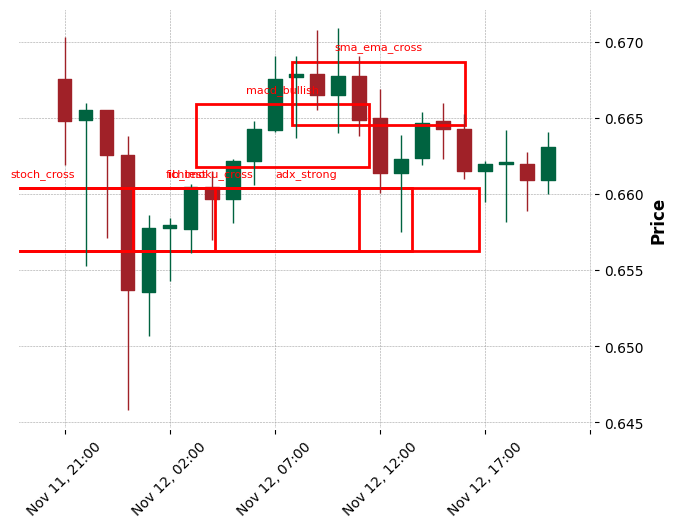 0.670
sma_ema_cross
macd_bullish
0.665
stoch_cross
adx_strong
0.660
0.655
0.650
0.645
Price
Nov 11, 21:00
Nov 12, 02:00
Nov 12, 07:00
Nov 12, 12:00
Nov 12, 17:00